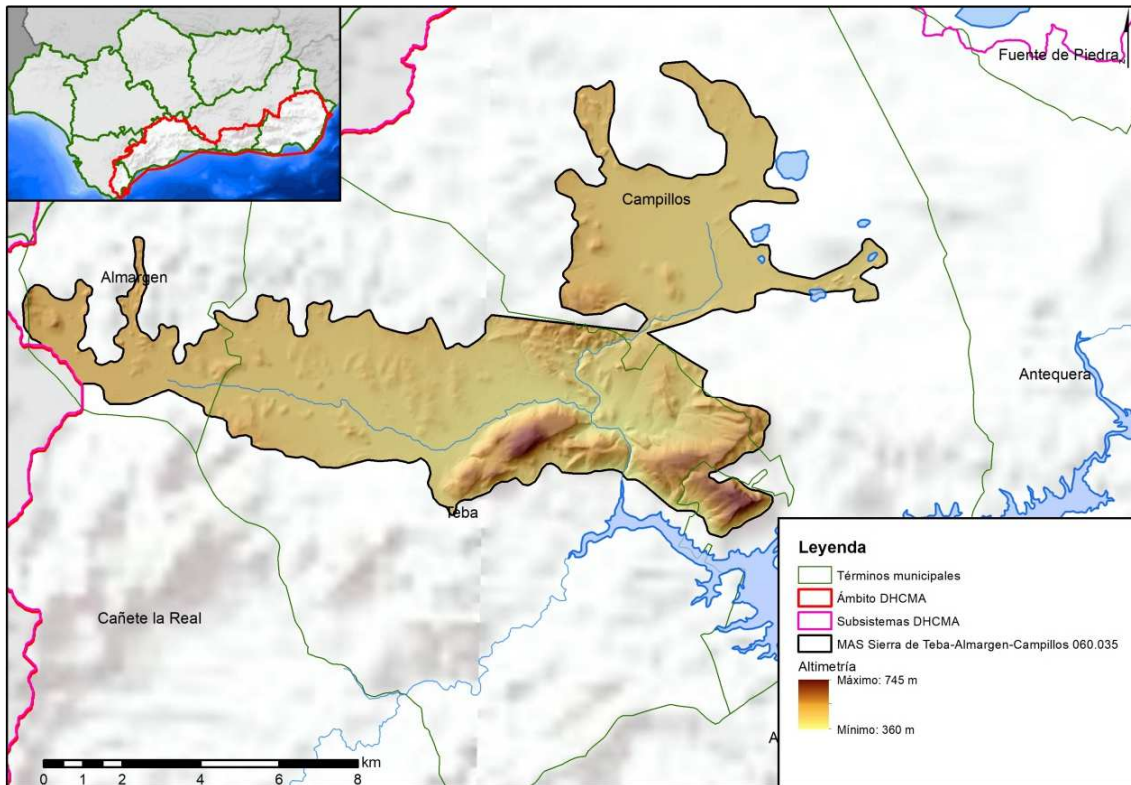 Fuente de Piedra
Campillos
Almargen
Antequera
Teba
Cañete la Real
Leyenda
Términos municipales
Ámbito DHCMA
Subsistemas DHCMA
MAS Sierra de Teba-Almargen-Campillos 060.035
Altimetría
Máximo: 745 m
Mínimo: 360 m
A
km
0 1 2 4 6 8